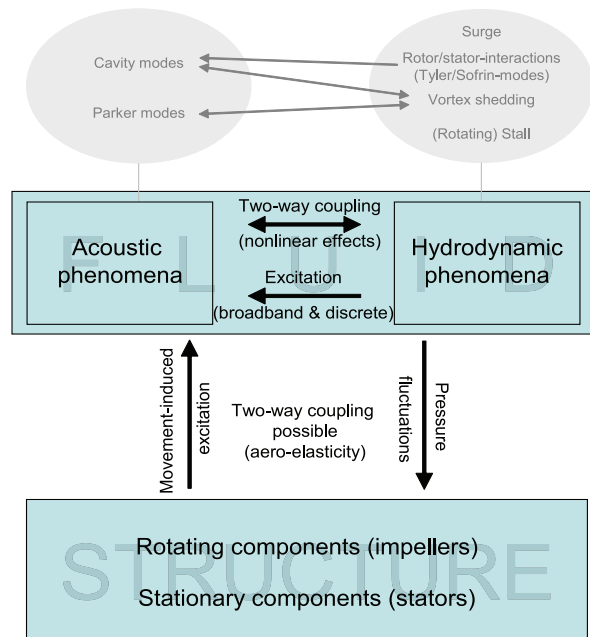 Surge
Cavity modes
Rotor/stator-interactions
(Tyler/Sofrin-modes)
Parker modes
Vortex shedding
(Rotating) Stall
FLUID
Acoustic
phenomena
Two-way coupling
(nonlinear effects)
Excitation
(broadband & discrete)
Hydrodynamic
phenomena
Movement-induced
excitation
Two-way coupling
possible
(aero-elasticity)
Pressure
fluctuations
STRUCTURE
Rotating components (impellers)
Stationary components (stators)